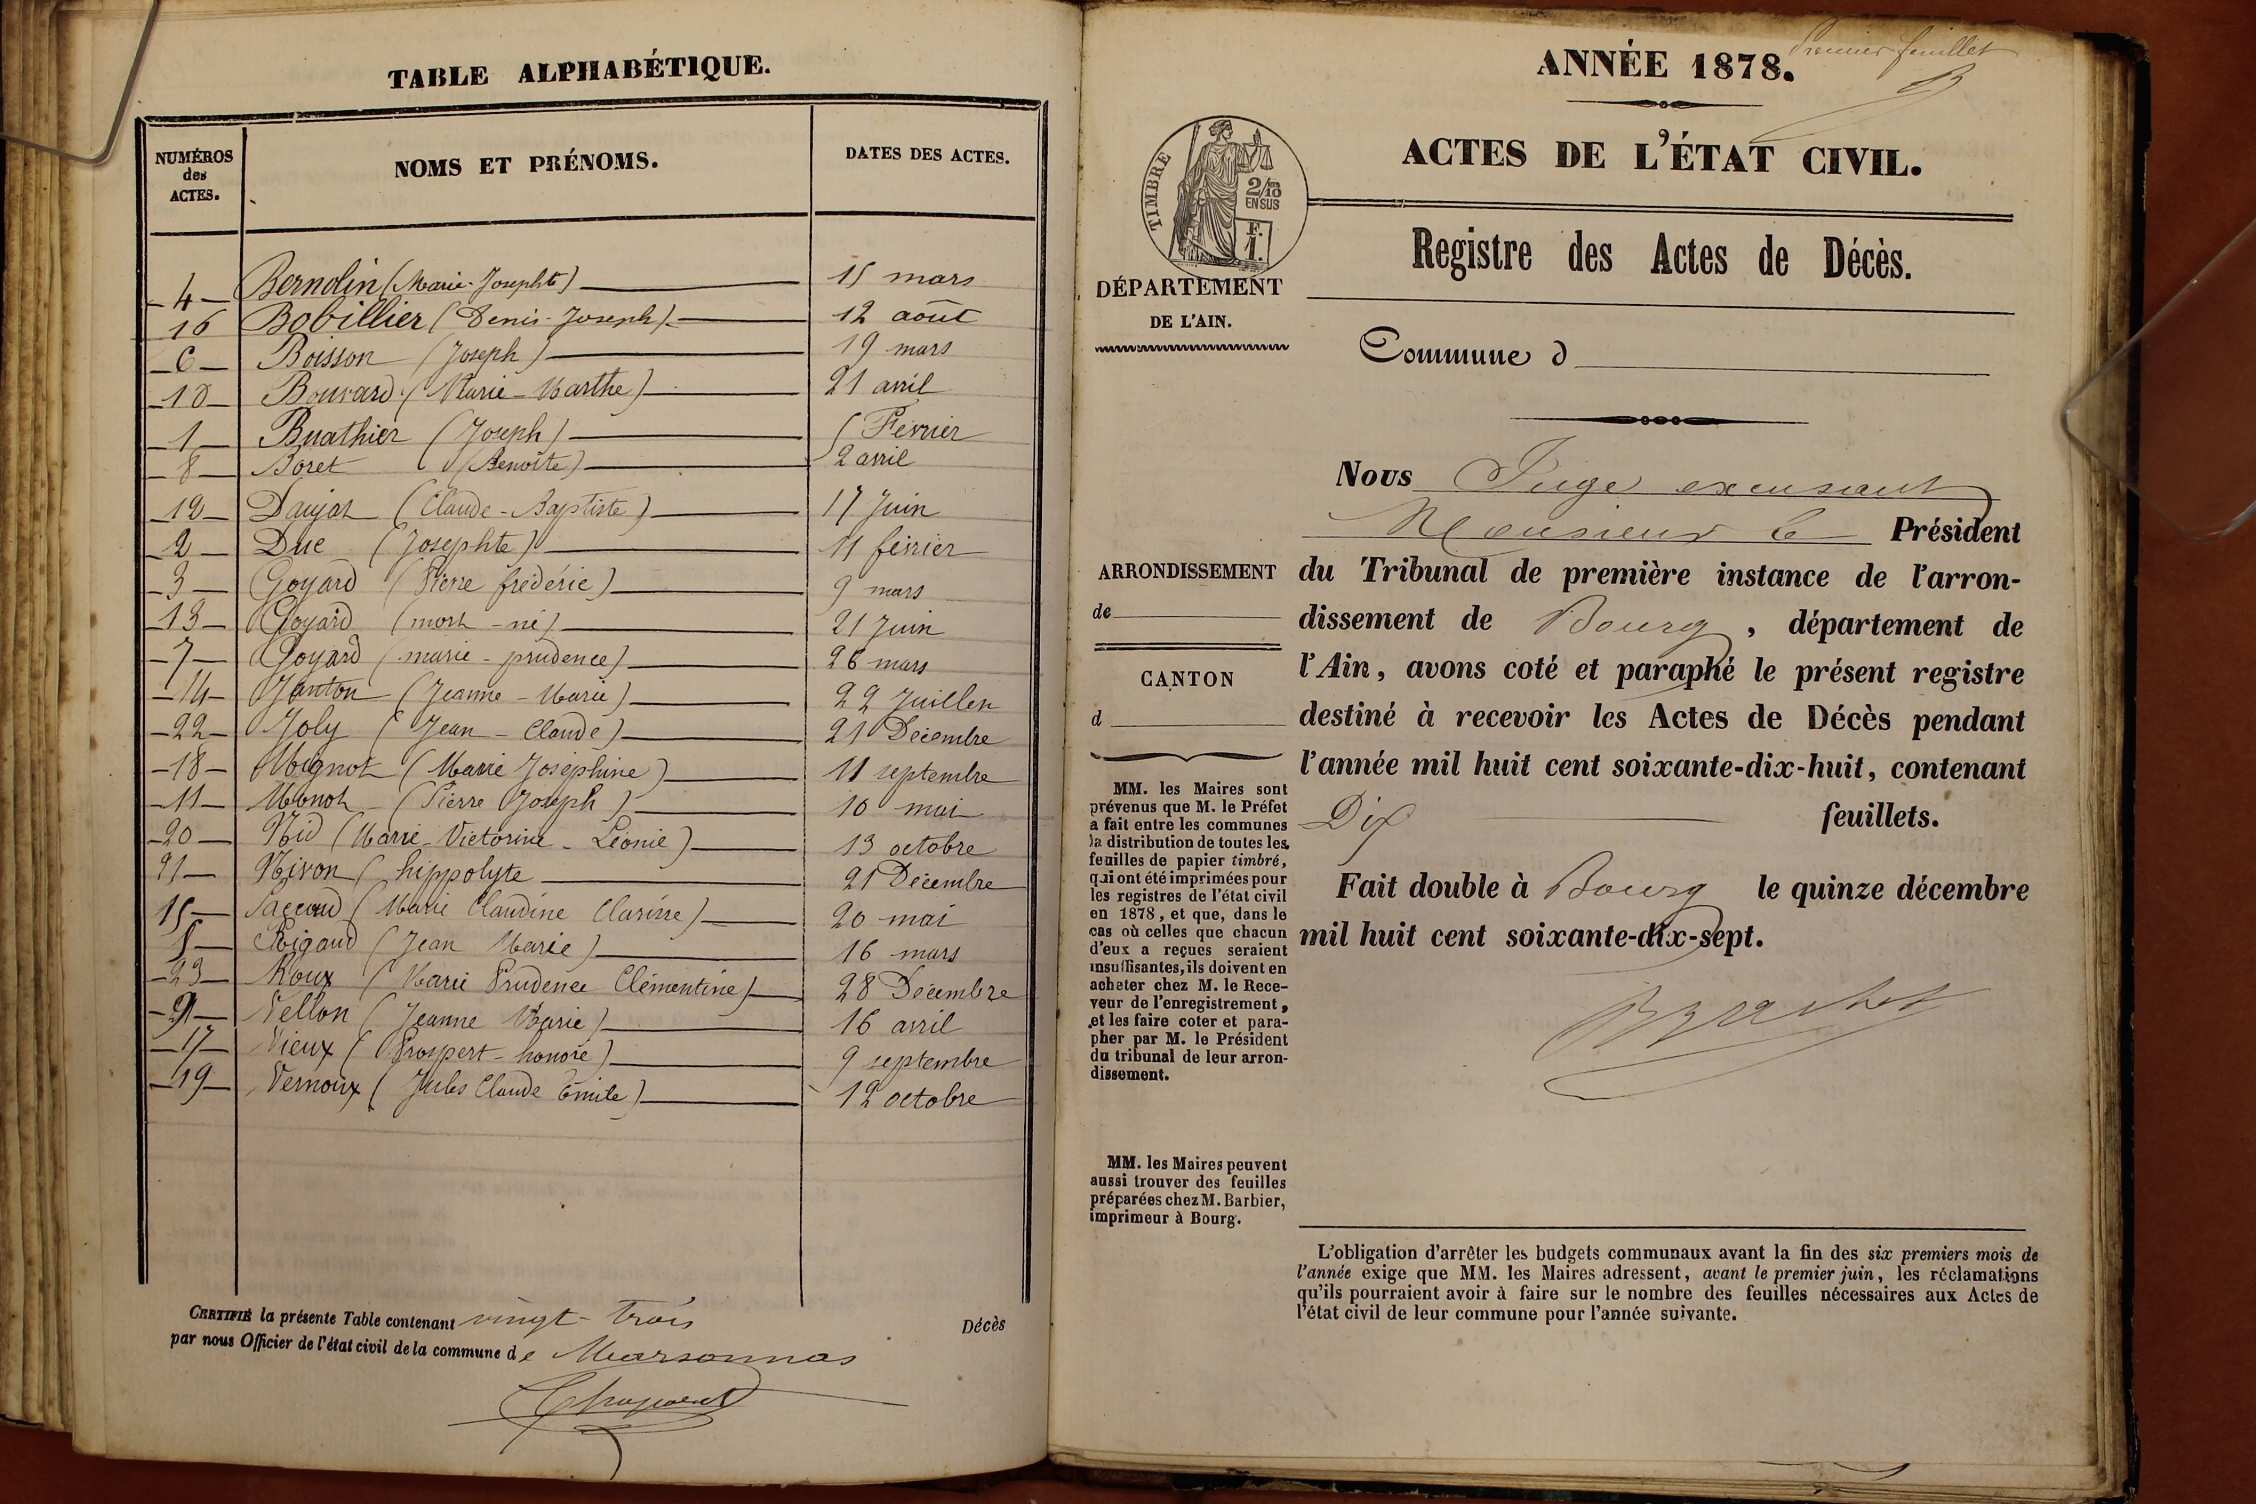 TABLE ALPHABÉTIQUE.
NUMÉROS des ACTES. NOMS ET PRÉNOMS. DATES DES ACTES.
4 Bernolin (Marie-Josephte) 15 mars
16 Bobillier (Denis-Joseph) 12 août
6 Boisson (Joseph) 19 mars
10 Bouvard (Marie-Marthe) 21 avril
1 Buathier (Joseph) 5 Février
8 Boret (Benoîte) 2 avril
12 Daujat (Claude-Baptiste) 17 Juin
2 Duc (Josephte) 11 février
3 Goyard (Pierre frédéric) 9 mars
13 Goyard (mort-né) 21 Juin
7 Goyard (marie-prudence) 26 mars
14 Janton (Jeanne-Marie) 22 Juillet
22 Joly (Jean-Claude) 21 Décembre
18 Mignot (Marie Joséphine) 11 septembre
11 Monot (Pierre Joseph) 10 mai
20 Nid (Marie-Victorine-Léonie) 13 octobre
21 Nivon (hippolyte 21 Décembre
15 (Marie Claudine Clarisse) 20 mai
5 Rigaud (Jean Marie) 16 mars
23 Roux (Marie Prudence Clémentine) 28 Décembre
9 Vellon (Jeanne Marie) 16 avril
17 Vieux (Prospert-honoré) 9 septembre
19 Vernoux (Jules Claude Émile) 12 octobre
CERTIFIÉ la présente Table contenant vingt-trois Décès
par nous Officier de l'état civil de la commune de Marsonnas
Premier feuillet
ANNÉE 1878.
ACTES DE L'ÉTAT CIVIL.
TIMBRE
2/10 EN SUS
F. 1.
Registre des Actes de Décès.
DÉPARTEMENT
DE L'AIN.
Commune d
Nous Juge excusant
Monsieur le Président
du Tribunal de première instance de l'arron-
dissement de Bourg, département de
l'Ain, avons coté et paraphé le présent registre
destiné à recevoir les Actes de Décès pendant
l'année mil huit cent soixante-dix-huit, contenant
Dix feuillets.
Fait double à Bourg le quinze décembre
mil huit cent soixante-dix-sept.
ARRONDISSEMENT
de
CANTON
d
MM. les Maires sont
prévenus que M. le Préfet
a fait entre les communes
la distribution de toutes les
feuilles de papier timbré,
qui ont été imprimées pour
les registres de l'état civil
en 1878, et que, dans le
cas où celles que chacun
d'eux a reçues seraient
insuffisantes, ils doivent en
acheter chez M. le Rece-
veur de l'enregistrement,
et les faire coter et para-
pher par M. le Président
du tribunal de leur arron-
dissement.
MM. les Maires peuvent
aussi trouver des feuilles
préparées chez M. Barbier,
imprimeur à Bourg.
L'obligation d'arrêter les budgets communaux avant la fin des six premiers mois de
l'année exige que MM. les Maires adressent, avant le premier juin, les réclamations
qu'ils pourraient avoir à faire sur le nombre des feuilles nécessaires aux Actes de
l'état civil de leur commune pour l'année suivante.